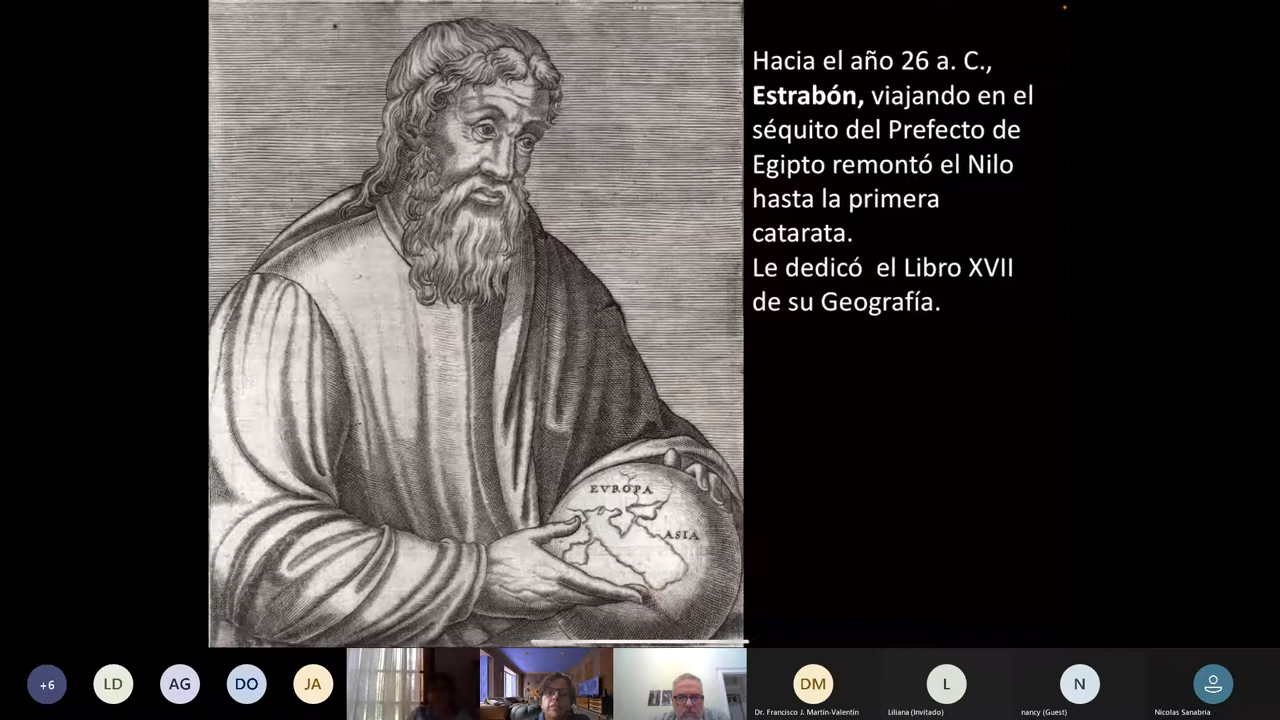 Hacia el año 26 a. C.,
Estrabón, viajando en el
séquito del Prefecto de
Egipto remontó el Nilo
hasta la primera
catarata.
Le dedicó  el Libro XVII
de su Geografía.
EVROPA
ASIA
+6
LD
AG
DO
JA
DM
L
N
Dr. Francisco J. Martín-Valentín
Liliana (Invitado)
nancy (Guest)
Nicolas Sanabria